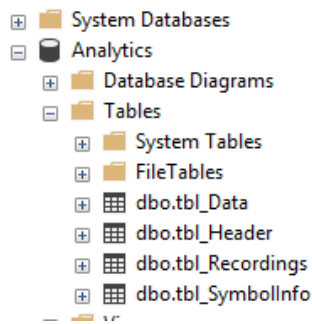 System Databases
Analytics
Database Diagrams
Tables
System Tables
FileTables
dbo.tbl_Data
dbo.tbl_Header
dbo.tbl_Recordings
dbo.tbl_SymbolInfo